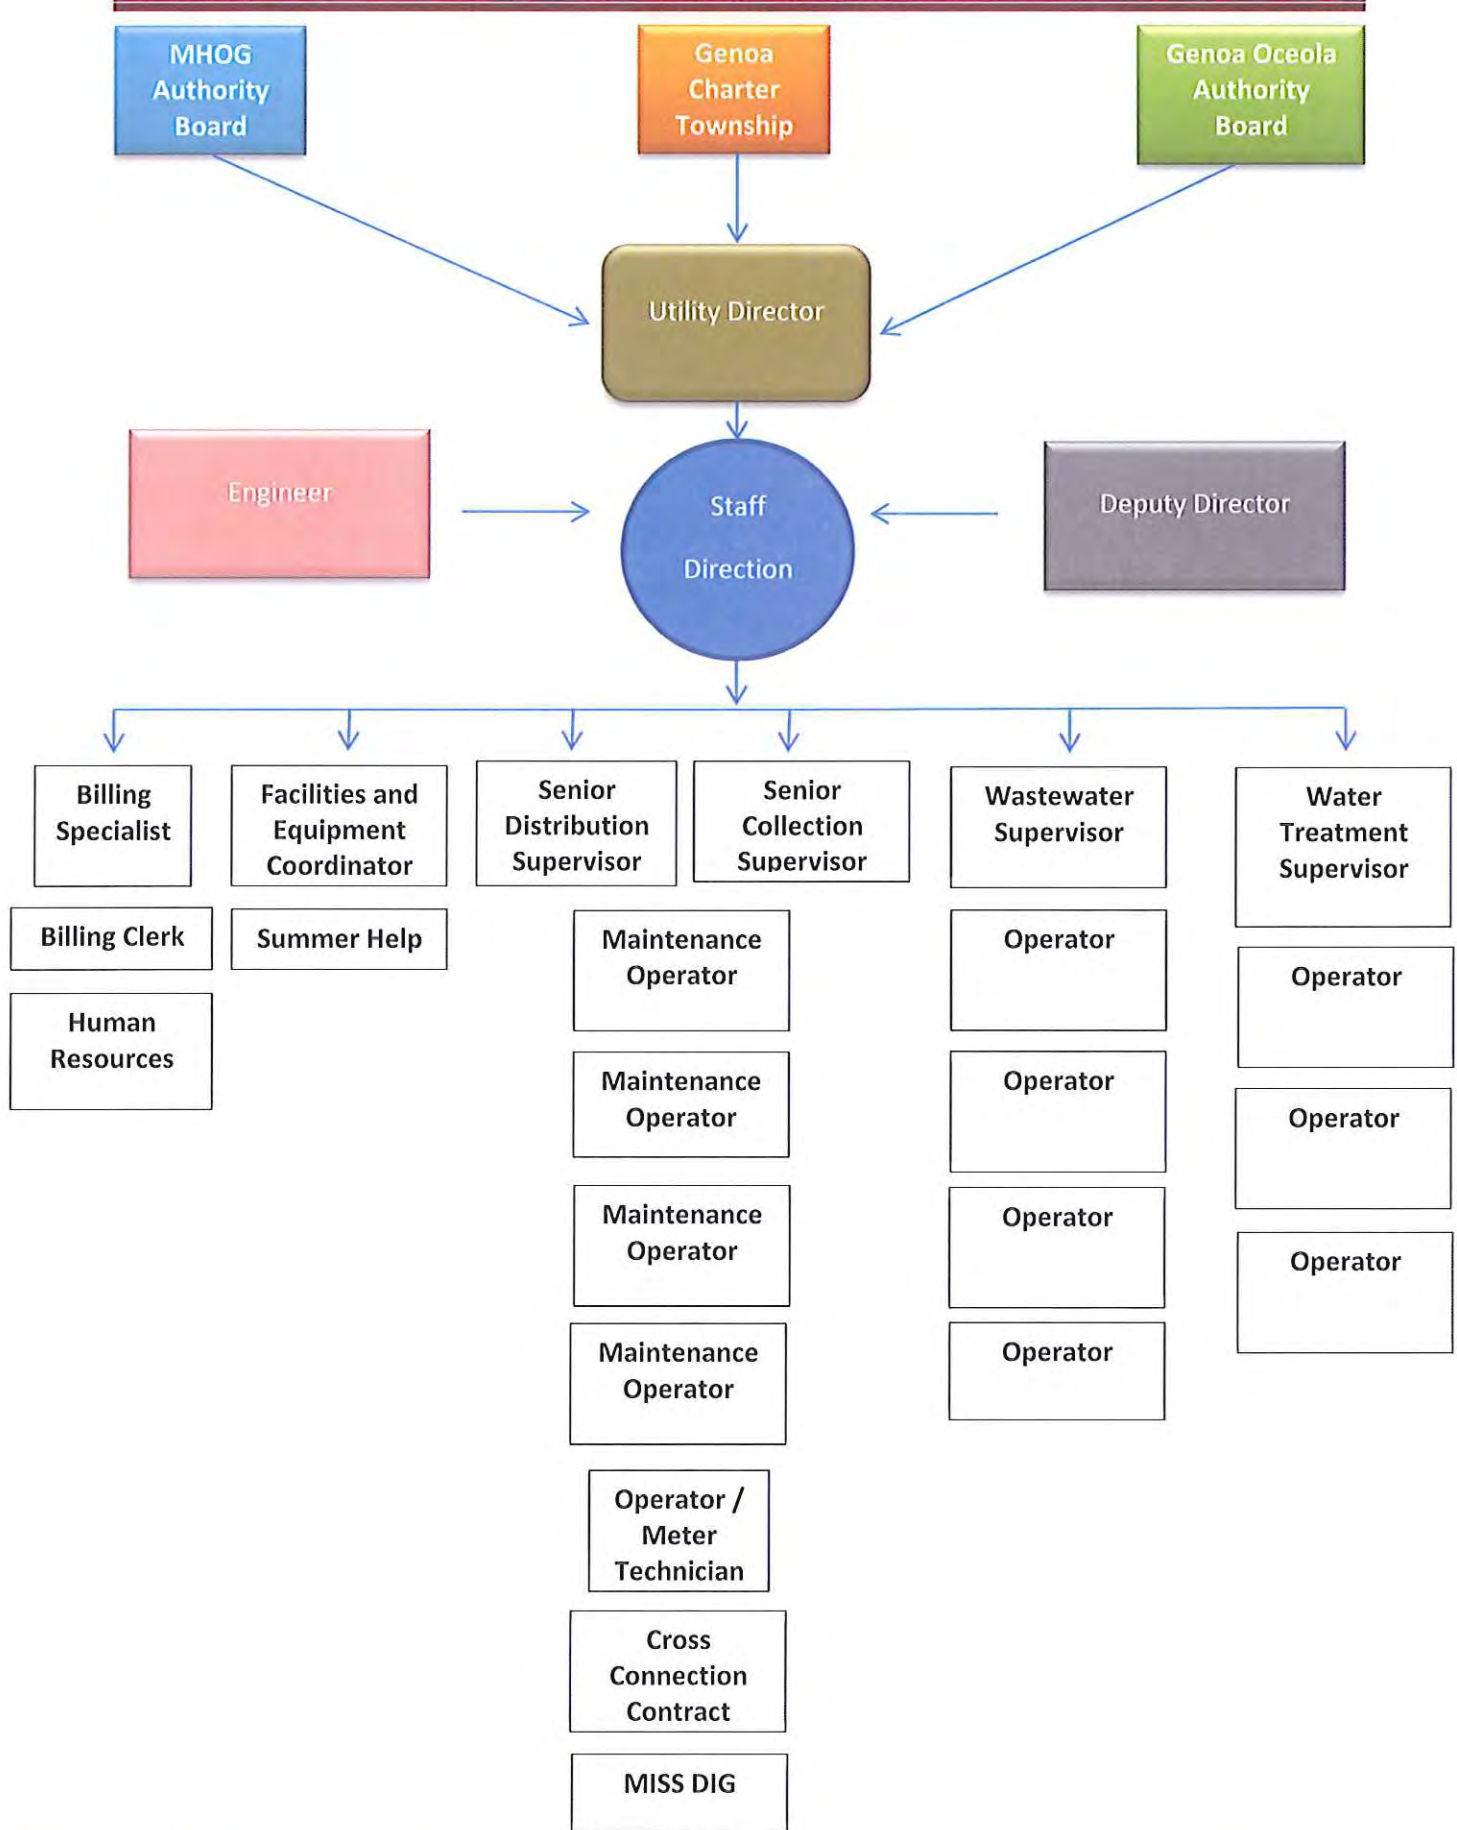 MHOG
Authority
Board
Genoa
Charter
Township
Genoa Oceola
Authority
Board
Utility Director
Engineer
Staff
Direction
Deputy Director
Billing
Specialist
Facilities and
Equipment
Coordinator
Senior
Distribution
Supervisor
Senior
Collection
Supervisor
Wastewater
Supervisor
Water
Treatment
Supervisor
Billing Clerk
Human
Resources
Summer Help
Maintenance
Operator
Maintenance
Operator
Maintenance
Operator
Maintenance
Operator
Operator /
Meter
Technician
Cross
Connection
Contract
MISS DIG
Operator
Operator
Operator
Operator
Operator
Operator
Operator